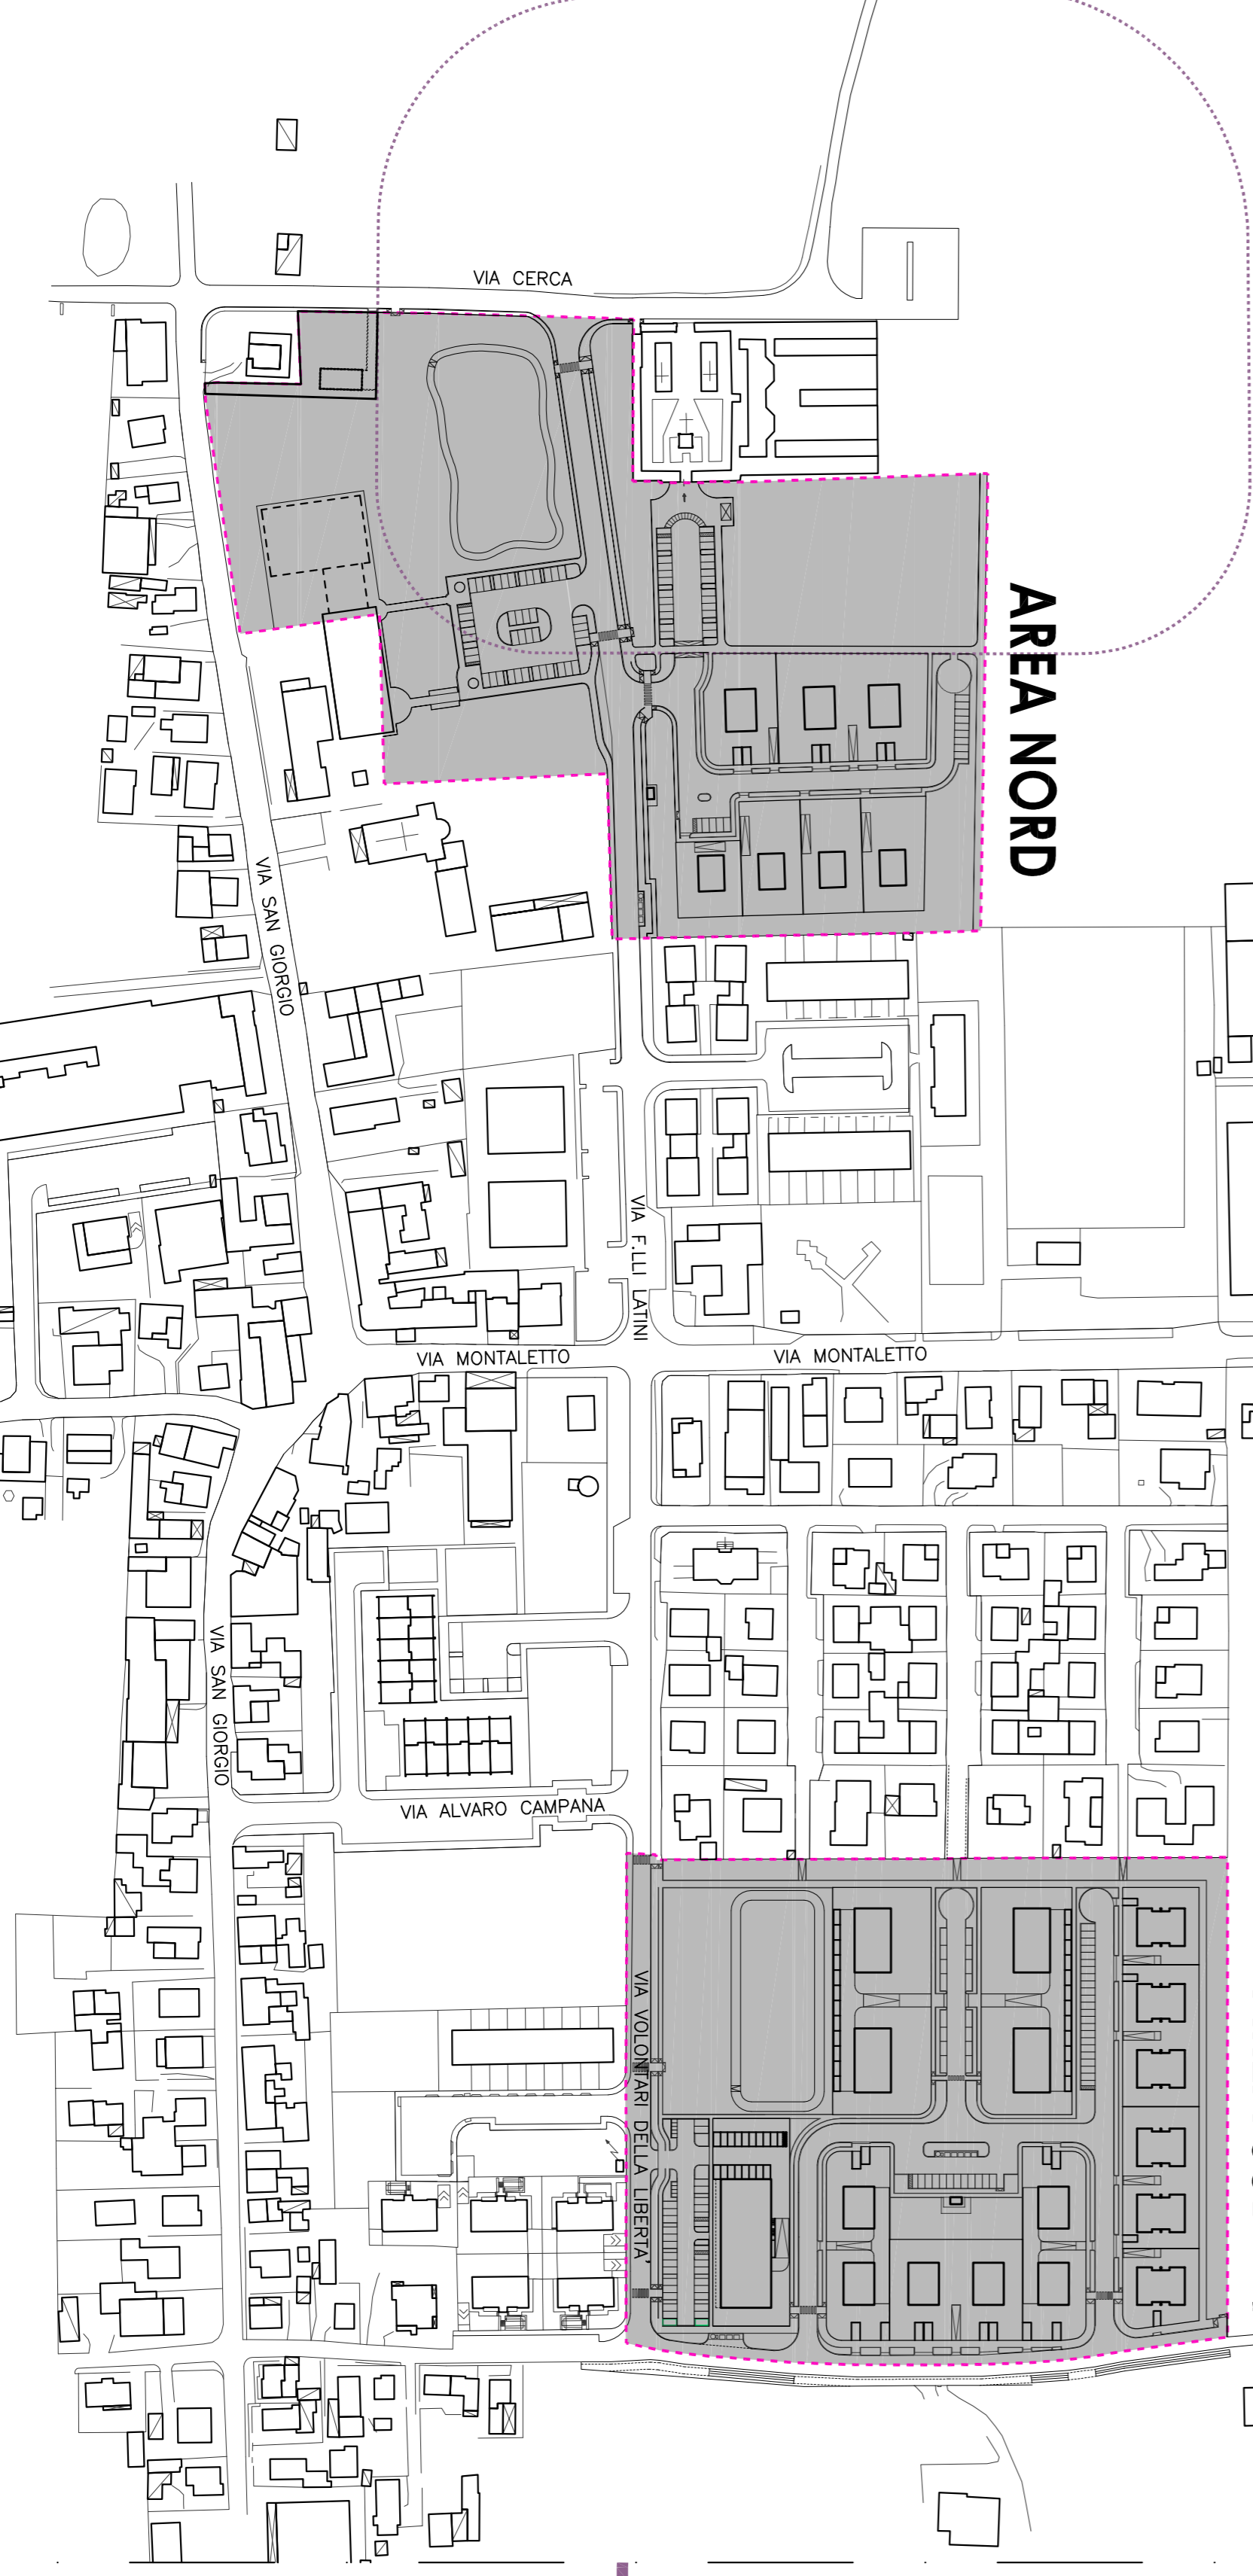 VIA CERCA
AREA NORD
VIA SAN GIORGIO
VIA F.LLI LATINI
VIA MONTALETTO
VIA MONTALETTO
VIA SAN GIORGIO
VIA ALVARO CAMPANA
VIA VOLONTARI DELLA LIBERTA'